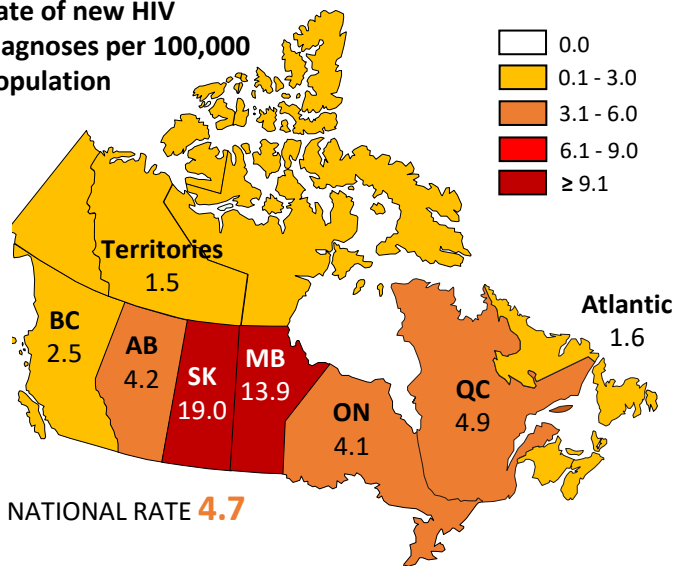 ate of new HIV
agnoses per 100,000
opulation
0.0
0.1 - 3.0
3.1 - 6.0
6.1 - 9.0
≥ 9.1
Territories
1.5
Atlantic
1.6
BC
2.5
AB
4.2
SK
19.0
MB
13.9
ON
4.1
QC
4.9
NATIONAL RATE 4.7